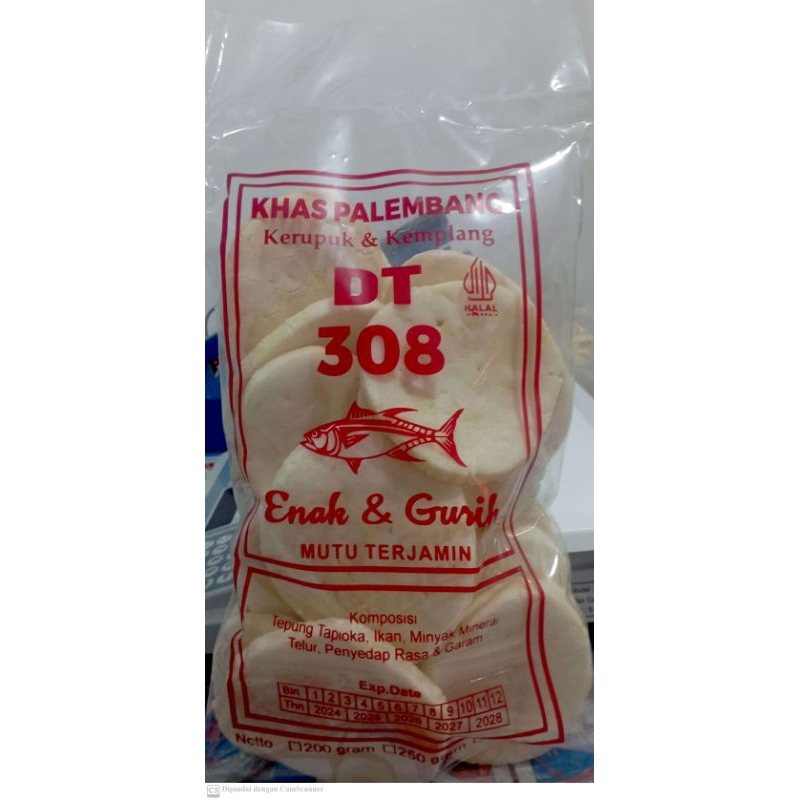 KHAS PALEMBANG
Kerupuk & Kemplang
DT
HALAL
308
Enak & Gurih
MUTU TERJAMIN
Komposisi
Tepung Tapioka, Ikan, Minyak Mineral
Telur, Penyedap Rasa & Garam
Exp.Date
Bln 1 2 3 4 5 6 7 8 9 10 11 12
Thn 2024 2025 2026 2027 2028
Netto 200 gram 250 gram
CS Dipindai dengan CamScanner